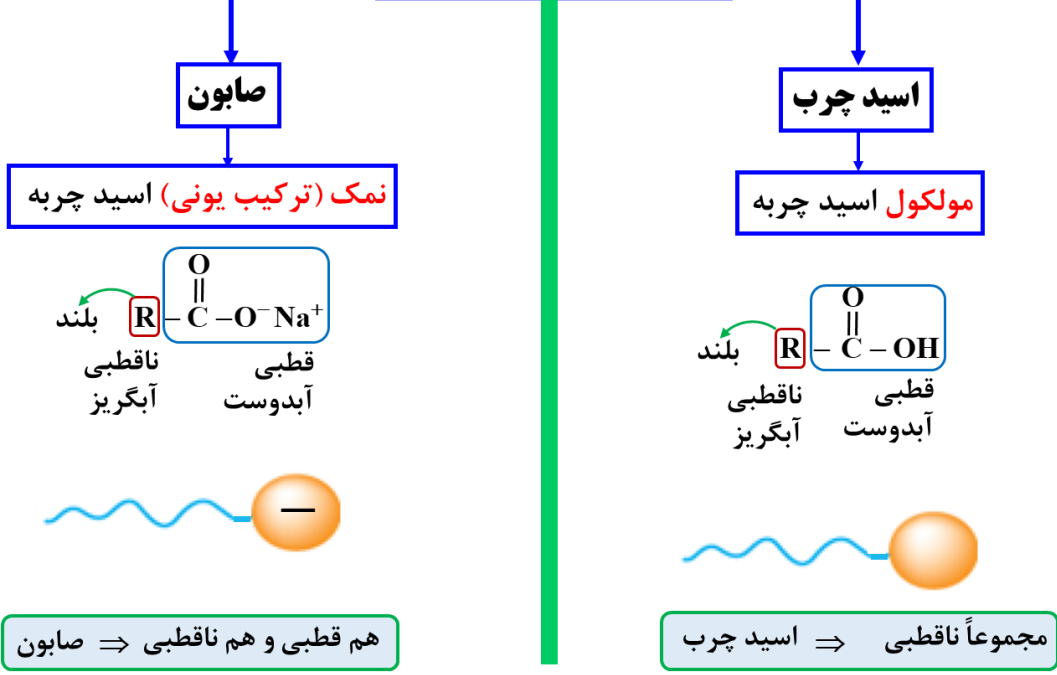 اسید چرب
مولکول اسید چربه
O
||
R – C – OH
بلند
ناقطبی
آبگریز
قطبی
آبدوست
مجموعاً ناقطبی ⇒ اسید چرب
صابون
نمک (ترکیب یونی) اسید چربه
O
||
R – C –O⁻ Na⁺
بلند
ناقطبی
آبگریز
قطبی
آبدوست
—
هم قطبی و هم ناقطبی ⇒ صابون